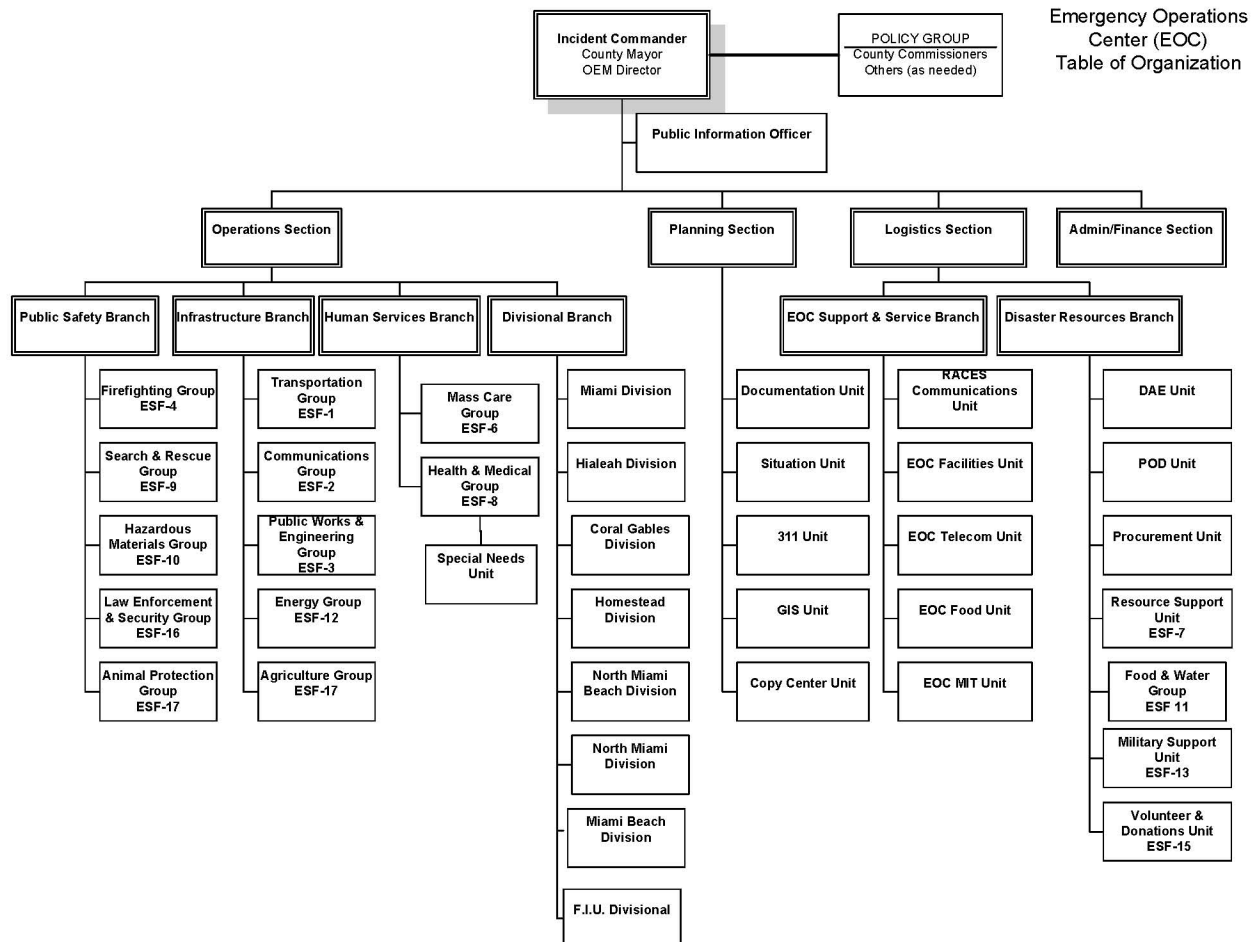 Emergency Operations
Center (EOC)
Table of Organization
Incident Commander
County Mayor
OEM Director
POLICY GROUP
County Commissioners
Others (as needed)
Public Information Officer
Operations Section
Planning Section
Logistics Section
Admin/Finance Section
Public Safety Branch
Infrastructure Branch
Human Services Branch
Divisional Branch
EOC Support & Service Branch
Disaster Resources Branch
Firefighting Group
ESF-4
Search & Rescue
Group
ESF-9
Hazardous
Materials Group
ESF-10
Law Enforcement
& Security Group
ESF-16
Animal Protection
Group
ESF-17
Transportation
Group
ESF-1
Communications
Group
ESF-2
Public Works &
Engineering
Group
ESF-3
Energy Group
ESF-12
Agriculture Group
ESF-17
Mass Care
Group
ESF-6
Health & Medical
Group
ESF-8
Special Needs
Unit
Miami Division
Hialeah Division
Coral Gables
Division
Homestead
Division
North Miami
Beach Division
North Miami
Division
Miami Beach
Division
F.I.U. Divisional
Documentation Unit
Situation Unit
311 Unit
GIS Unit
Copy Center Unit
RACES
Communications
Unit
EOC Facilities Unit
EOC Telecom Unit
EOC Food Unit
EOC MIT Unit
DAE Unit
POD Unit
Procurement Unit
Resource Support
Unit
ESF-7
Food & Water
Group
ESF 11
Military Support
Unit
ESF-13
Volunteer &
Donations Unit
ESF-15